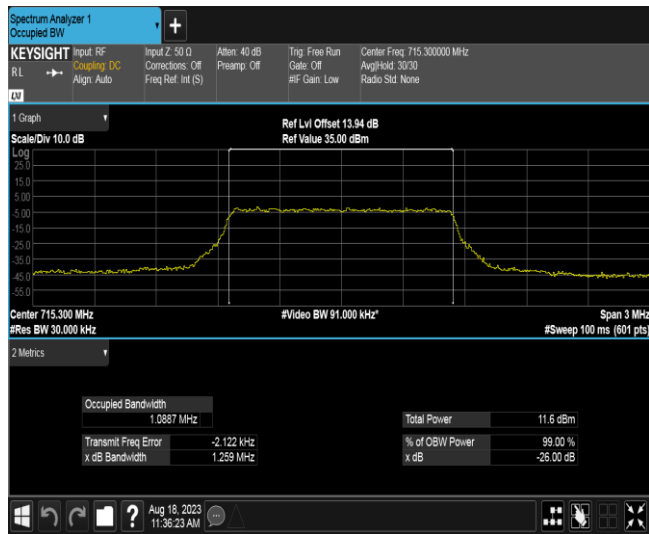 Spectrum Analyzer 1
Occupied BW
+
KEYSIGHT
RL
LXI
Input: RF
Coupling: DC
Align: Auto
Input Z: 50 Ω
Corrections: Off
Freq Ref: Int (S)
Atten: 40 dB
Preamp: Off
Trig: Free Run
Gate: Off
#IF Gain: Low
Center Freq: 715.300000 MHz
Avg|Hold: 30/30
Radio Std: None
1 Graph
Scale/Div 10.0 dB
Ref Lvl Offset 13.94 dB
Ref Value 35.00 dBm
Log
25.0
15.0
5.00
-5.00
-15.0
-25.0
-35.0
-45.0
-55.0
Center 715.300 MHz
#Res BW 30.000 kHz
#Video BW 91.000 kHz*
Span 3 MHz
#Sweep 100 ms (601 pts)
2 Metrics
Occupied Bandwidth
1.0887 MHz
Transmit Freq Error -2.122 kHz
x dB Bandwidth 1.259 MHz
Total Power 11.6 dBm
% of OBW Power 99.00 %
x dB -26.00 dB
?
Aug 18, 2023
11:36:23 AM